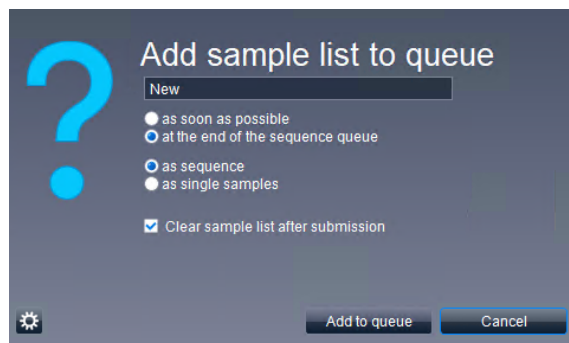 Add sample list to queue
New
as soon as possible
at the end of the sequence queue
as sequence
as single samples
Clear sample list after submission
Add to queue
Cancel